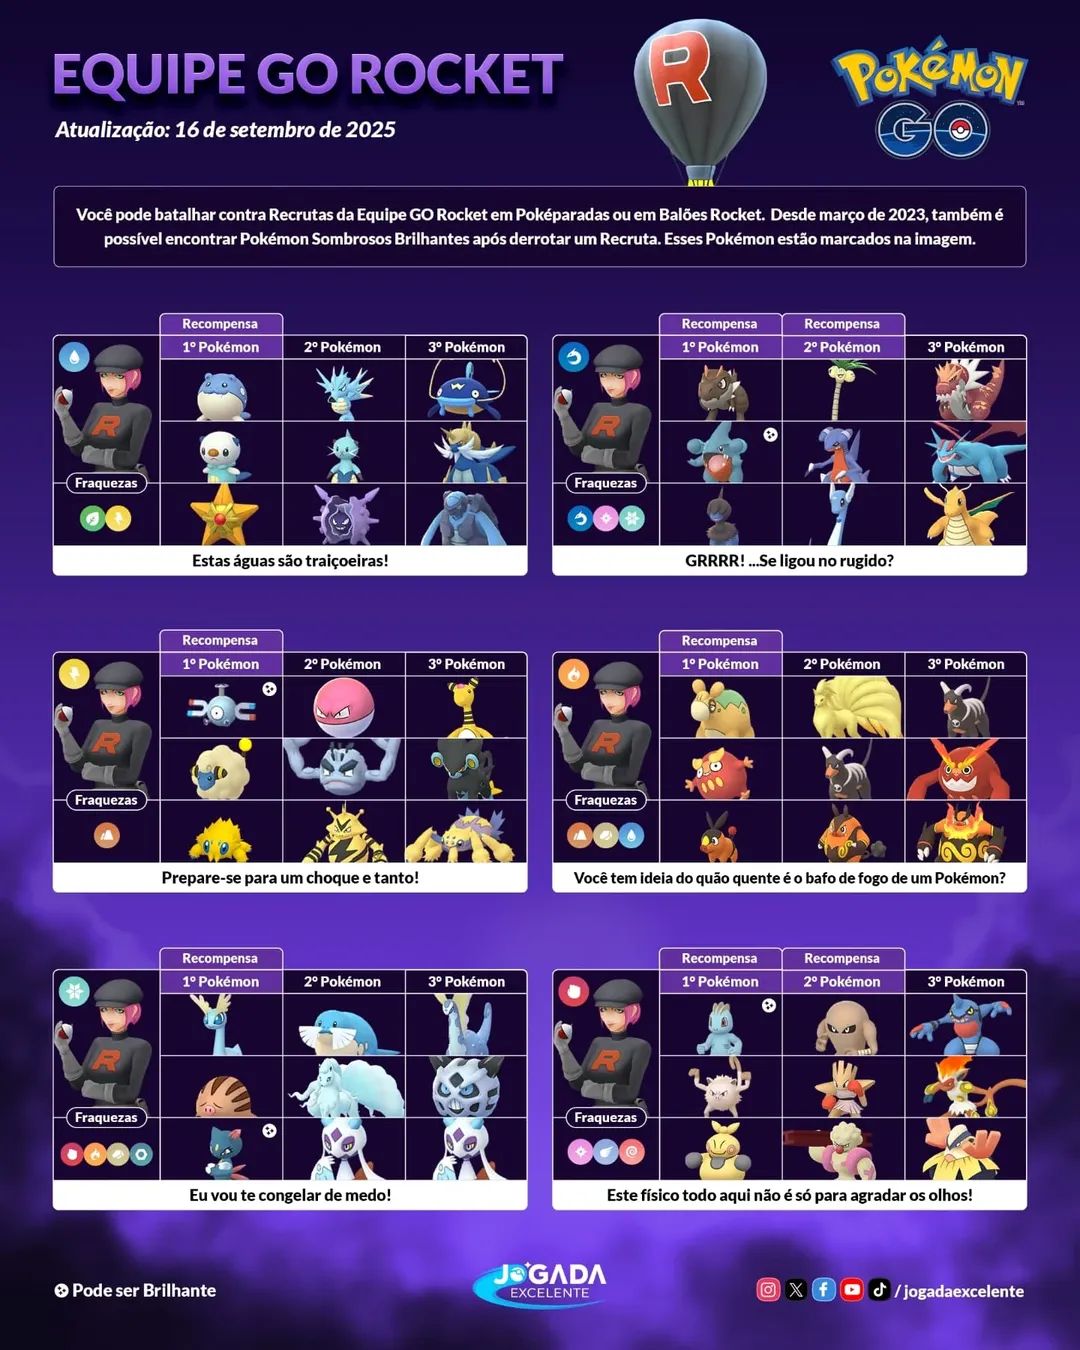 EQUIPE GO ROCKET
Atualização: 16 de setembro de 2025
R
POKéMON
™
GO
Você pode batalhar contra Recrutas da Equipe GO Rocket em Poképaradas ou em Balões Rocket. Desde março de 2023, também é
possível encontrar Pokémon Sombrosos Brilhantes após derrotar um Recruta. Esses Pokémon estão marcados na imagem.
Recompensa
1º Pokémon 2º Pokémon 3º Pokémon
R
Fraquezas
Estas águas são traiçoeiras!
Recompensa Recompensa
1º Pokémon 2º Pokémon 3º Pokémon
R
Fraquezas
GRRRR! ...Se ligou no rugido?
Recompensa
1º Pokémon 2º Pokémon 3º Pokémon
R
Fraquezas
Prepare-se para um choque e tanto!
Recompensa
1º Pokémon 2º Pokémon 3º Pokémon
R
Fraquezas
Você tem ideia do quão quente é o bafo de fogo de um Pokémon?
Recompensa
1º Pokémon 2º Pokémon 3º Pokémon
R
Fraquezas
Eu vou te congelar de medo!
Recompensa Recompensa
1º Pokémon 2º Pokémon 3º Pokémon
R
Fraquezas
Este físico todo aqui não é só para agradar os olhos!
Pode ser Brilhante
JOGADA
EXCELENTE
/ jogadaexcelente